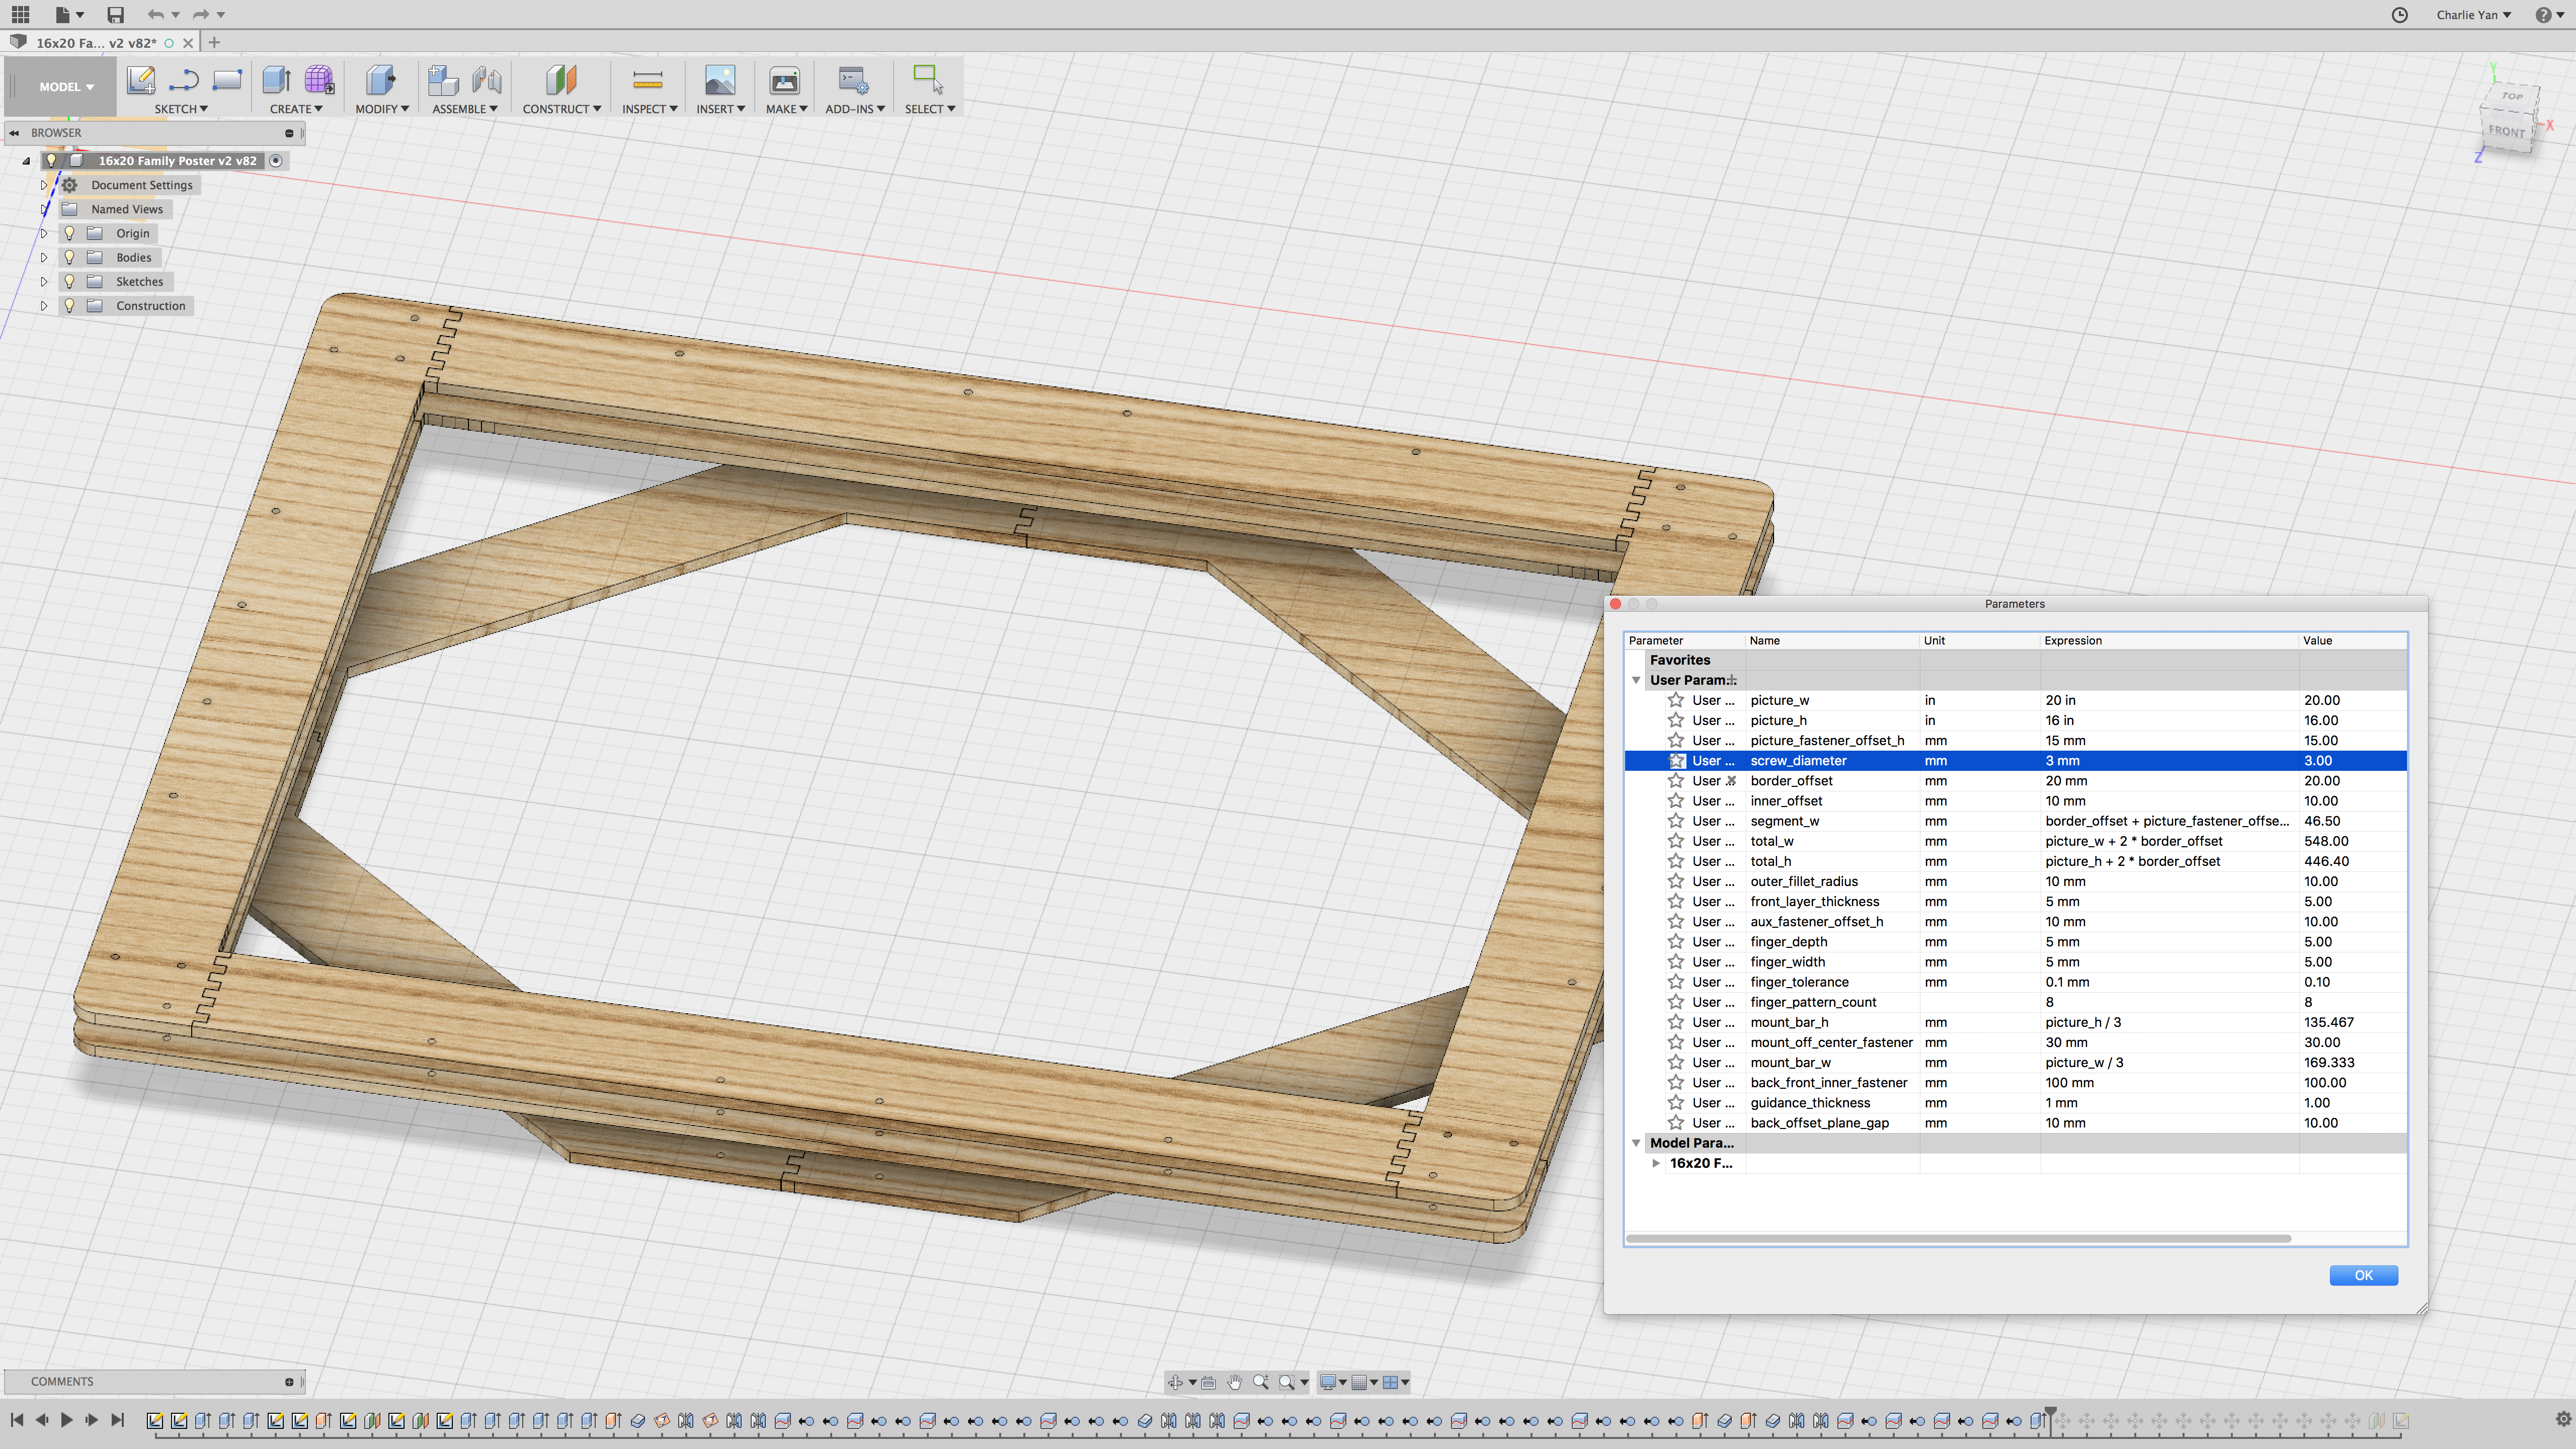 Charlie Yan
16x20 Fa... v2 v82*
MODEL
SKETCH CREATE MODIFY ASSEMBLE CONSTRUCT INSPECT INSERT MAKE ADD-INS SELECT
Y
TOP
FRONT
X
Z
BROWSER
16x20 Family Poster v2 v82
Document Settings
Named Views
Origin
Bodies
Sketches
Construction
Parameters
Parameter Name Unit Expression Value
Favorites
User Param...
User ... picture_w in 20 in 20.00
User ... picture_h in 16 in 16.00
User ... picture_fastener_offset_h mm 15 mm 15.00
User ... screw_diameter mm 3 mm 3.00
User border_offset mm 20 mm 20.00
User ... inner_offset mm 10 mm 10.00
User ... segment_w mm border_offset + picture_fastener_offse... 46.50
User ... total_w mm picture_w + 2 * border_offset 548.00
User ... total_h mm picture_h + 2 * border_offset 446.40
User ... outer_fillet_radius mm 10 mm 10.00
User ... front_layer_thickness mm 5 mm 5.00
User ... aux_fastener_offset_h mm 10 mm 10.00
User ... finger_depth mm 5 mm 5.00
User ... finger_width mm 5 mm 5.00
User ... finger_tolerance mm 0.1 mm 0.10
User ... finger_pattern_count 8 8
User ... mount_bar_h mm picture_h / 3 135.467
User ... mount_off_center_fastener mm 30 mm 30.00
User ... mount_bar_w mm picture_w / 3 169.333
User ... back_front_inner_fastener mm 100 mm 100.00
User ... guidance_thickness mm 1 mm 1.00
User ... back_offset_plane_gap mm 10 mm 10.00
Model Para...
16x20 F...
OK
COMMENTS